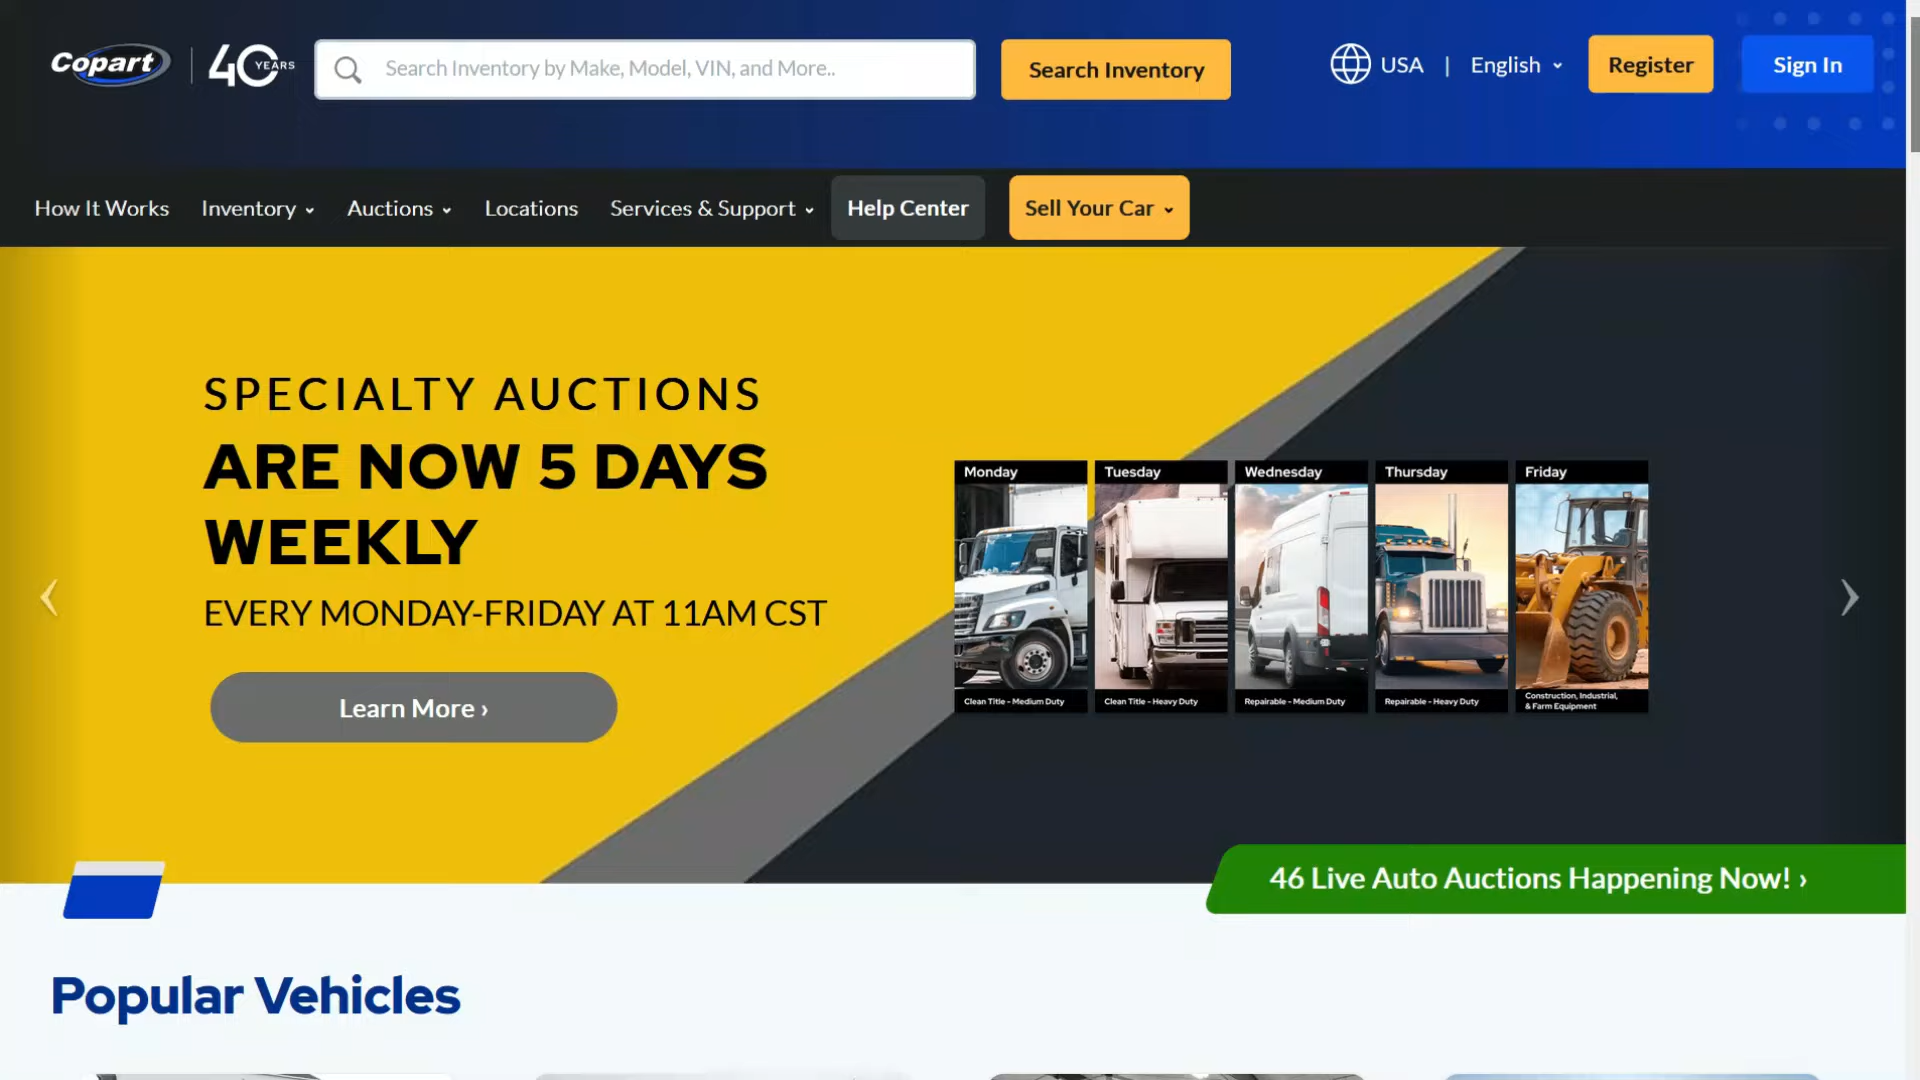 Copart
40 YEARS
Search Inventory by Make, Model, VIN, and More..
Search Inventory
USA | English
Register
Sign In
How It Works
Inventory
Auctions
Locations
Services & Support
Help Center
Sell Your Car
SPECIALTY AUCTIONS
ARE NOW 5 DAYS
WEEKLY
EVERY MONDAY-FRIDAY AT 11AM CST
Learn More ›
Monday
Clean Title - Medium Duty
Tuesday
Clean Title - Heavy Duty
Wednesday
Repairable - Medium Duty
Thursday
Repairable - Heavy Duty
Friday
Construction, Industrial,
& Farm Equipment
46 Live Auto Auctions Happening Now! ›
Popular Vehicles